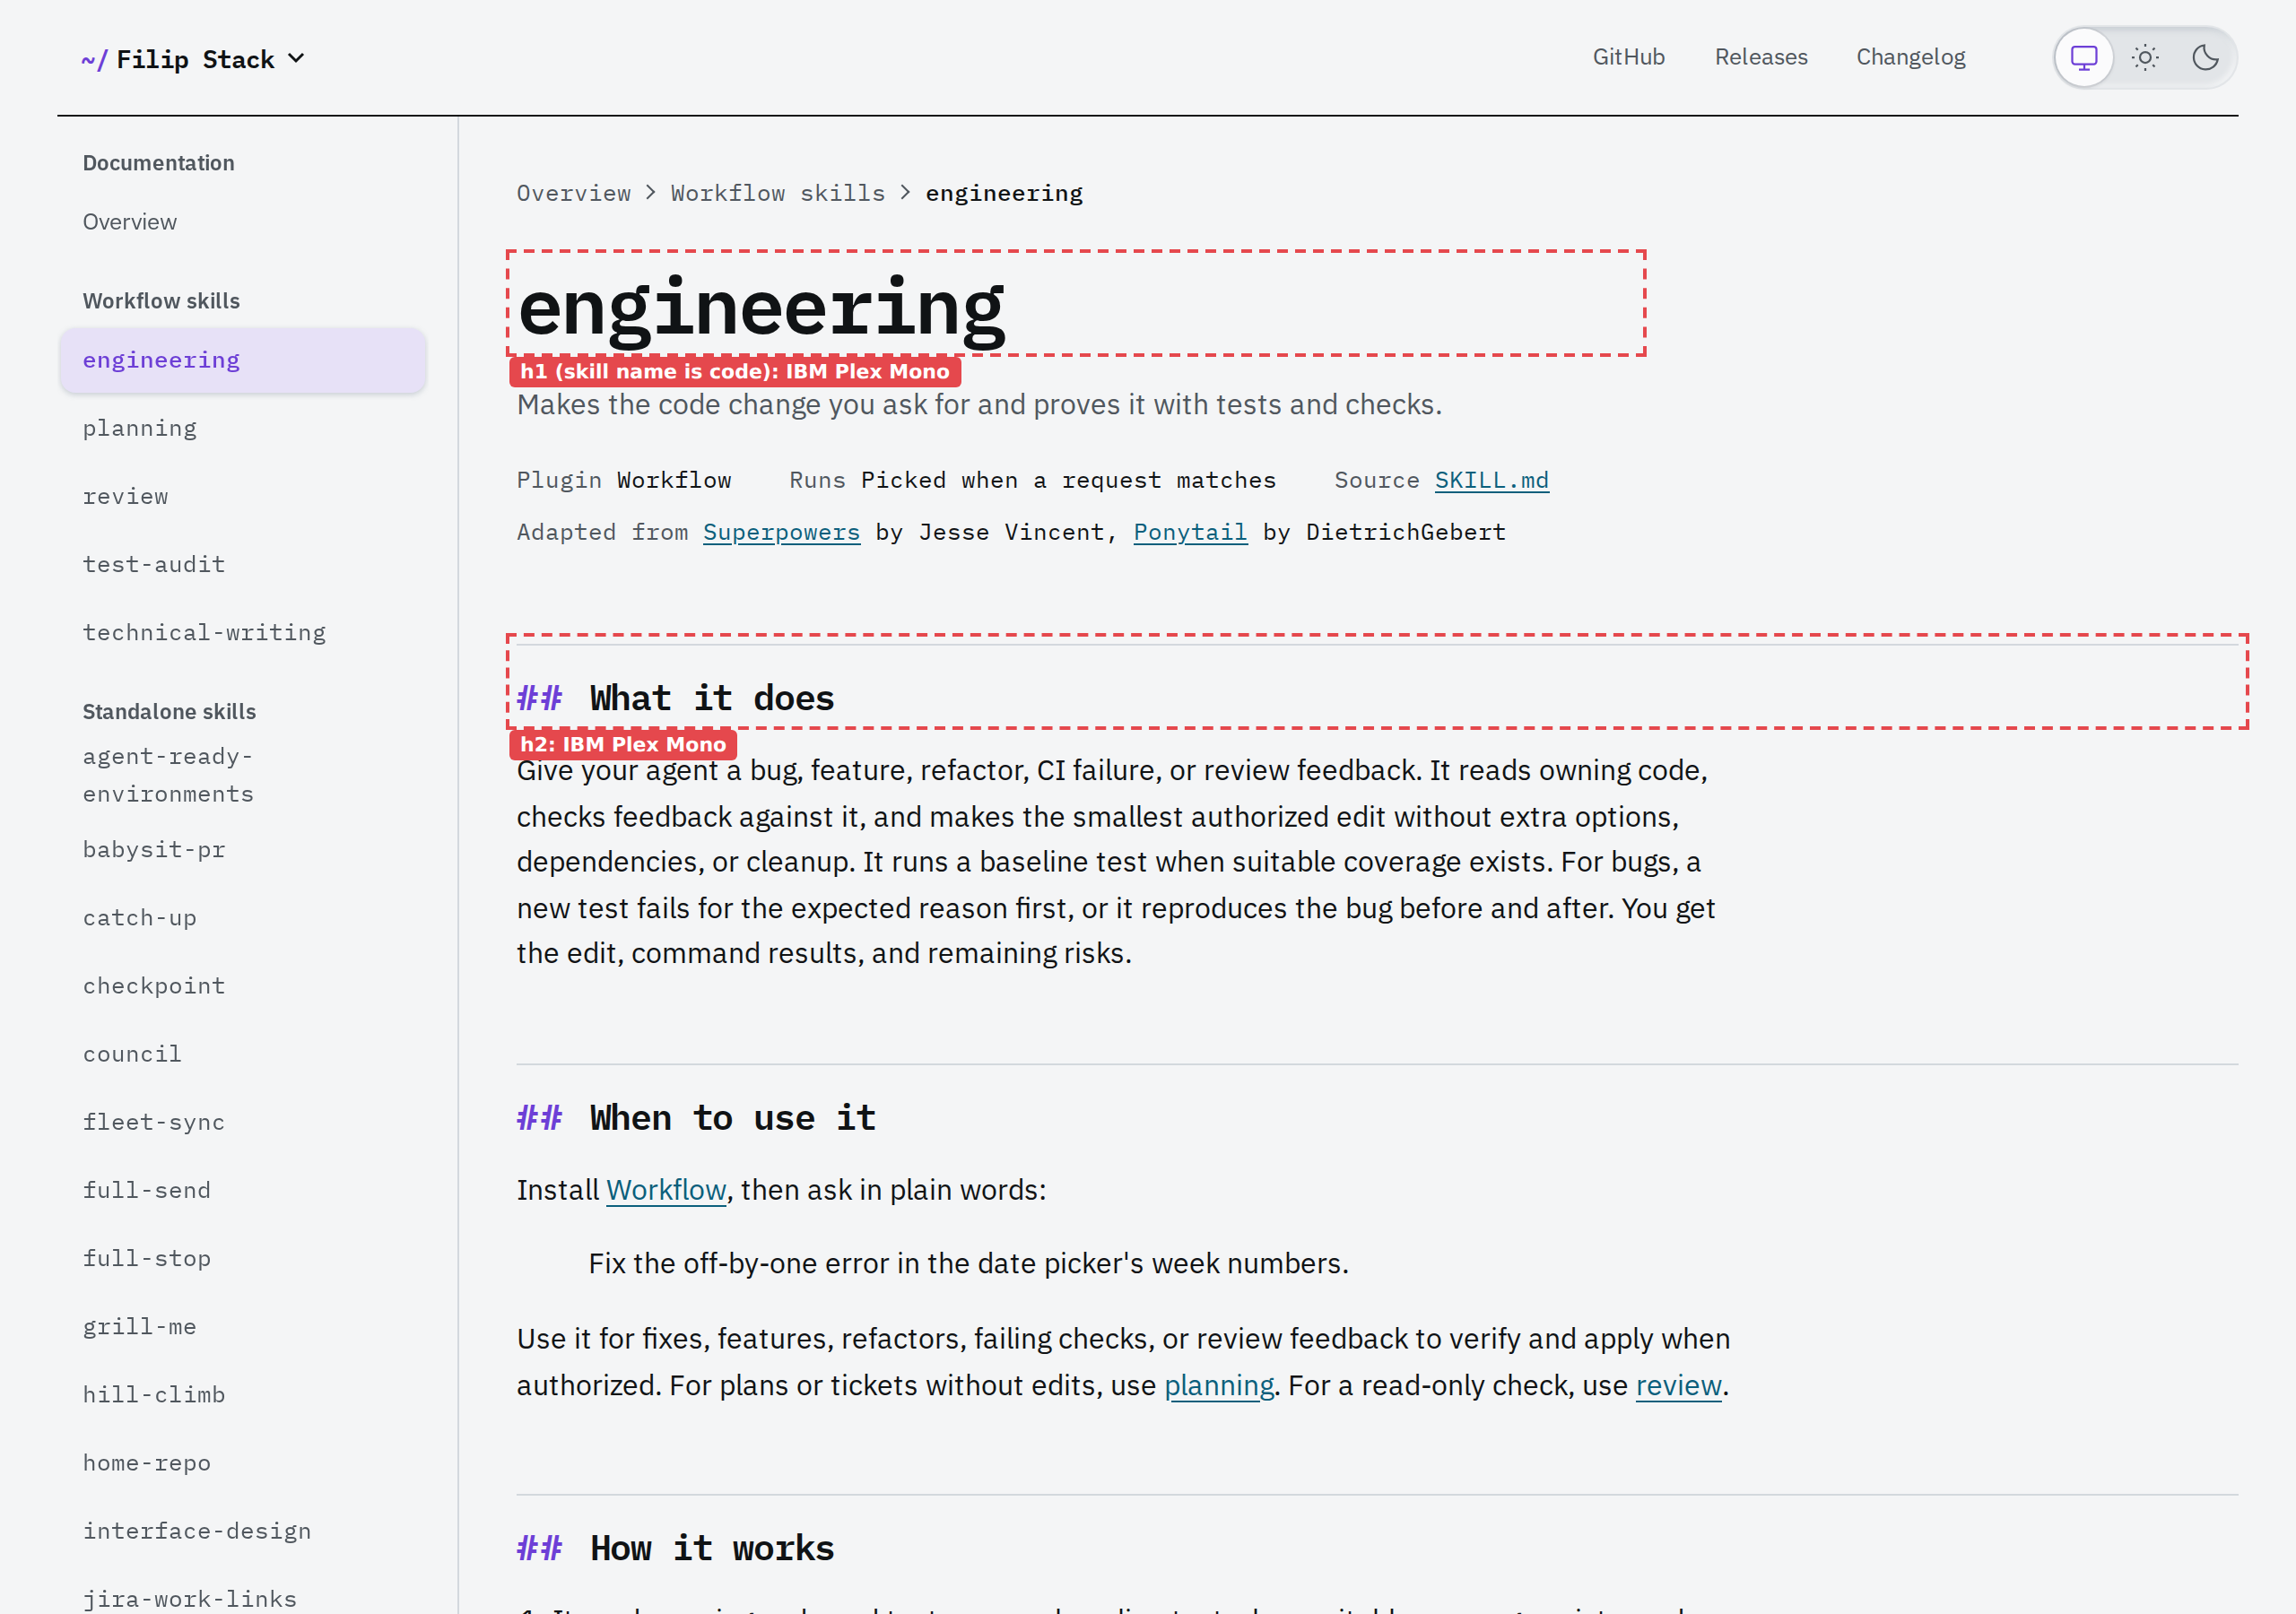 ~/ Filip Stack
GitHub
Releases
Changelog
Documentation
Overview
Workflow skills
engineering
planning
review
test-audit
technical-writing
Standalone skills
agent-ready-
environments
babysit-pr
catch-up
checkpoint
council
fleet-sync
full-send
full-stop
grill-me
hill-climb
home-repo
interface-design
jira-work-links
Overview > Workflow skills > engineering
engineering
h1 (skill name is code): IBM Plex Mono
Makes the code change you ask for and proves it with tests and checks.
Plugin Workflow Runs Picked when a request matches Source SKILL.md
Adapted from Superpowers by Jesse Vincent, Ponytail by DietrichGebert
## What it does
h2: IBM Plex Mono
Give your agent a bug, feature, refactor, CI failure, or review feedback. It reads owning code,
checks feedback against it, and makes the smallest authorized edit without extra options,
dependencies, or cleanup. It runs a baseline test when suitable coverage exists. For bugs, a
new test fails for the expected reason first, or it reproduces the bug before and after. You get
the edit, command results, and remaining risks.
## When to use it
Install Workflow, then ask in plain words:
Fix the off-by-one error in the date picker's week numbers.
Use it for fixes, features, refactors, failing checks, or review feedback to verify and apply when
authorized. For plans or tickets without edits, use planning. For a read-only check, use review.
## How it works